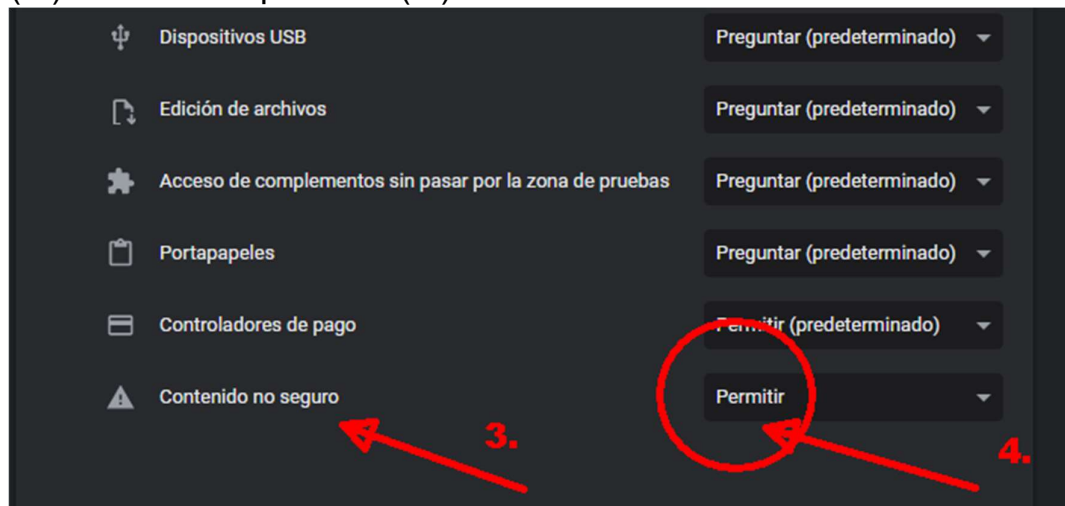 Dispositivos USB Preguntar (predeterminado)
Edición de archivos Preguntar (predeterminado)
Acceso de complementos sin pasar por la zona de pruebas Preguntar (predeterminado)
Portapapeles Preguntar (predeterminado)
Controladores de pago Permitir (predeterminado)
Contenido no seguro Permitir
3.
4.